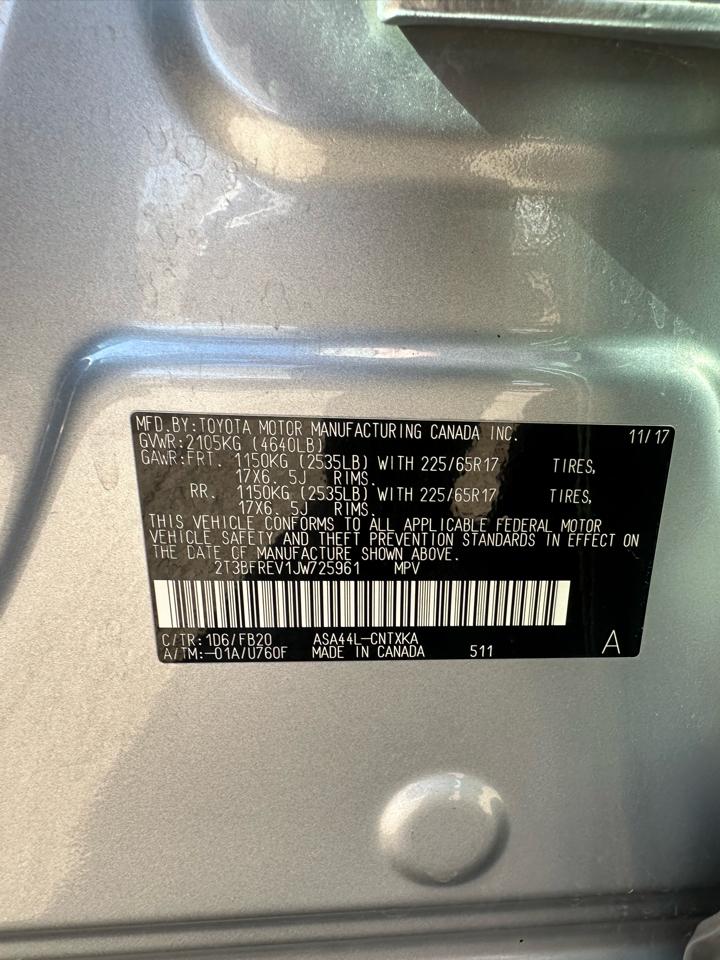 MFD.BY:TOYOTA MOTOR MANUFACTURING CANADA INC. 11/17
GVWR:2105KG (4640LB)
GAWR:FRT. 1150KG (2535LB) WITH 225/65R17 TIRES,
17X6. 5J RIMS.
RR. 1150KG (2535LB) WITH 225/65R17 TIRES,
17X6. 5J RIMS.
THIS VEHICLE CONFORMS TO ALL APPLICABLE FEDERAL MOTOR
VEHICLE SAFETY AND THEFT PREVENTION STANDARDS IN EFFECT ON
THE DATE OF MANUFACTURE SHOWN ABOVE.
2T3BFREV1JW725961 MPV
C/TR:1D6/FB20 ASA44L-CNTXKA
A/TM:-01A/U760F MADE IN CANADA 511 A